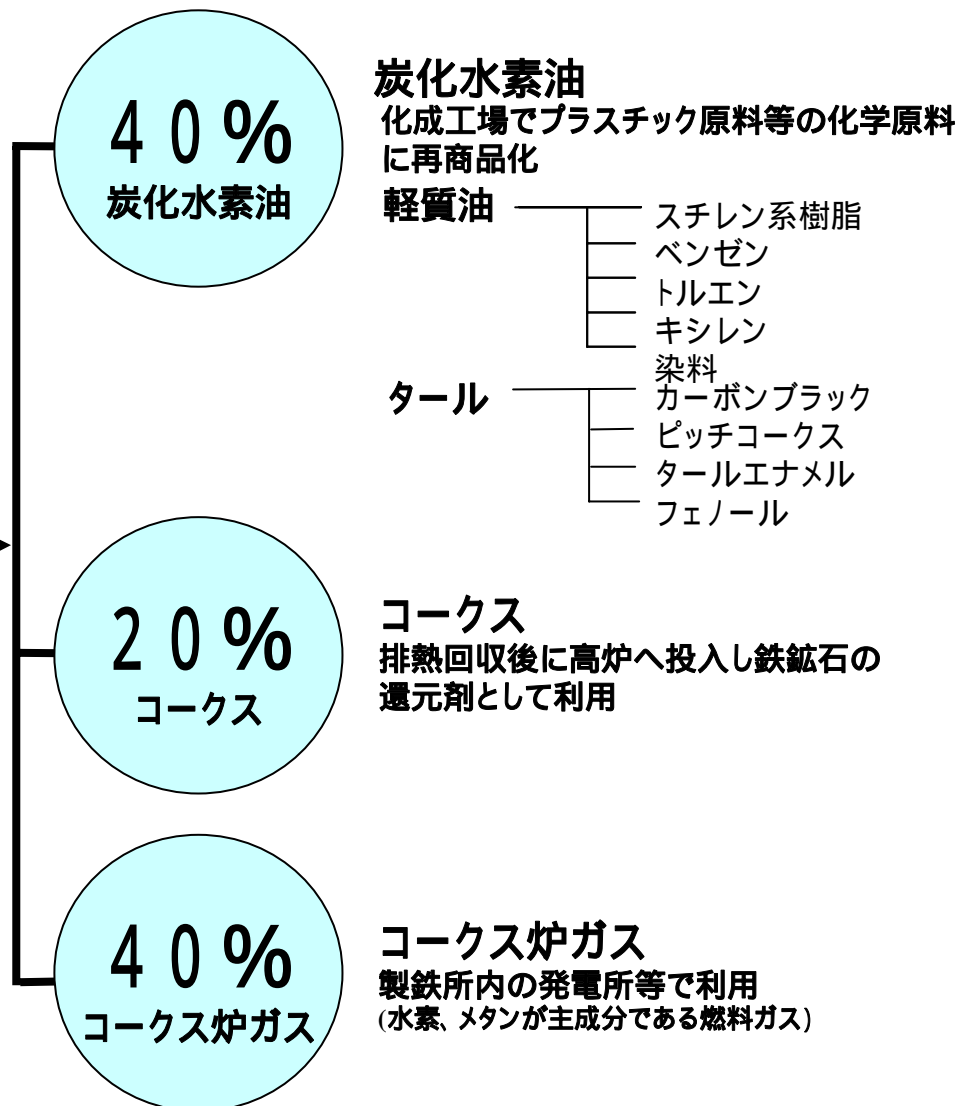 40%
炭化水素油
炭化水素油
化成工場でプラスチック原料等の化学原料
に再商品化
軽質油
スチレン系樹脂
ベンゼン
トルエン
キシレン
染料
タール
カーボンブラック
ピッチコークス
タールエナメル
フェノール
20%
コークス
コークス
排熱回収後に高炉へ投入し鉄鉱石の
還元剤として利用
40%
コークス炉ガス
コークス炉ガス
製鉄所内の発電所等で利用
(水素、メタンが主成分である燃料ガス)